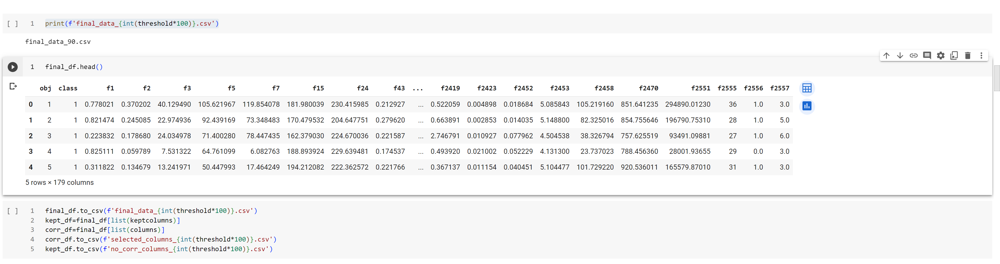 [ ] 1 print(f'final_data_{int(threshold*100)}.csv')
final_data_90.csv
1 final_df.head()
obj class f1 f2 f3 f5 f7 f15 f24 f43 ... f2419 f2423 f2452 f2453 f2458 f2470 f2551 f2555 f2556 f2557
0 1 1 0.778021 0.370202 40.129490 105.621967 119.854078 181.980039 230.415985 0.212927 ... 0.522059 0.004898 0.018684 5.085843 105.219160 851.641235 294890.01230 36 1.0 3.0
1 2 1 0.821474 0.245085 22.974936 92.439169 73.348483 170.479532 204.647751 0.279620 ... 0.663891 0.002853 0.014035 5.148800 82.325016 854.755646 196790.75310 28 1.0 5.0
2 3 1 0.223832 0.178680 24.034978 71.400280 78.447435 162.379030 224.670036 0.221587 ... 2.746791 0.010927 0.077962 4.504538 38.326794 757.625519 93491.09881 27 1.0 6.0
3 4 1 0.825111 0.059789 7.531322 64.761099 6.082763 188.893924 229.639481 0.174537 ... 0.493920 0.021002 0.052229 4.131300 23.737023 788.456360 28001.93655 29 0.0 3.0
4 5 1 0.311822 0.134679 13.241971 50.447993 17.464249 194.212082 222.362572 0.221766 ... 0.367137 0.011154 0.040451 5.104477 101.729220 920.536011 165579.87010 31 1.0 3.0
5 rows × 179 columns
[ ] 1 final_df.to_csv(f'final_data_{int(threshold*100)}.csv')
2 kept_df=final_df[list(keptcolumns)]
3 corr_df=final_df[list(columns)]
4 corr_df.to_csv(f'selected_columns_{int(threshold*100)}.csv')
5 kept_df.to_csv(f'no_corr_columns_{int(threshold*100)}.csv')